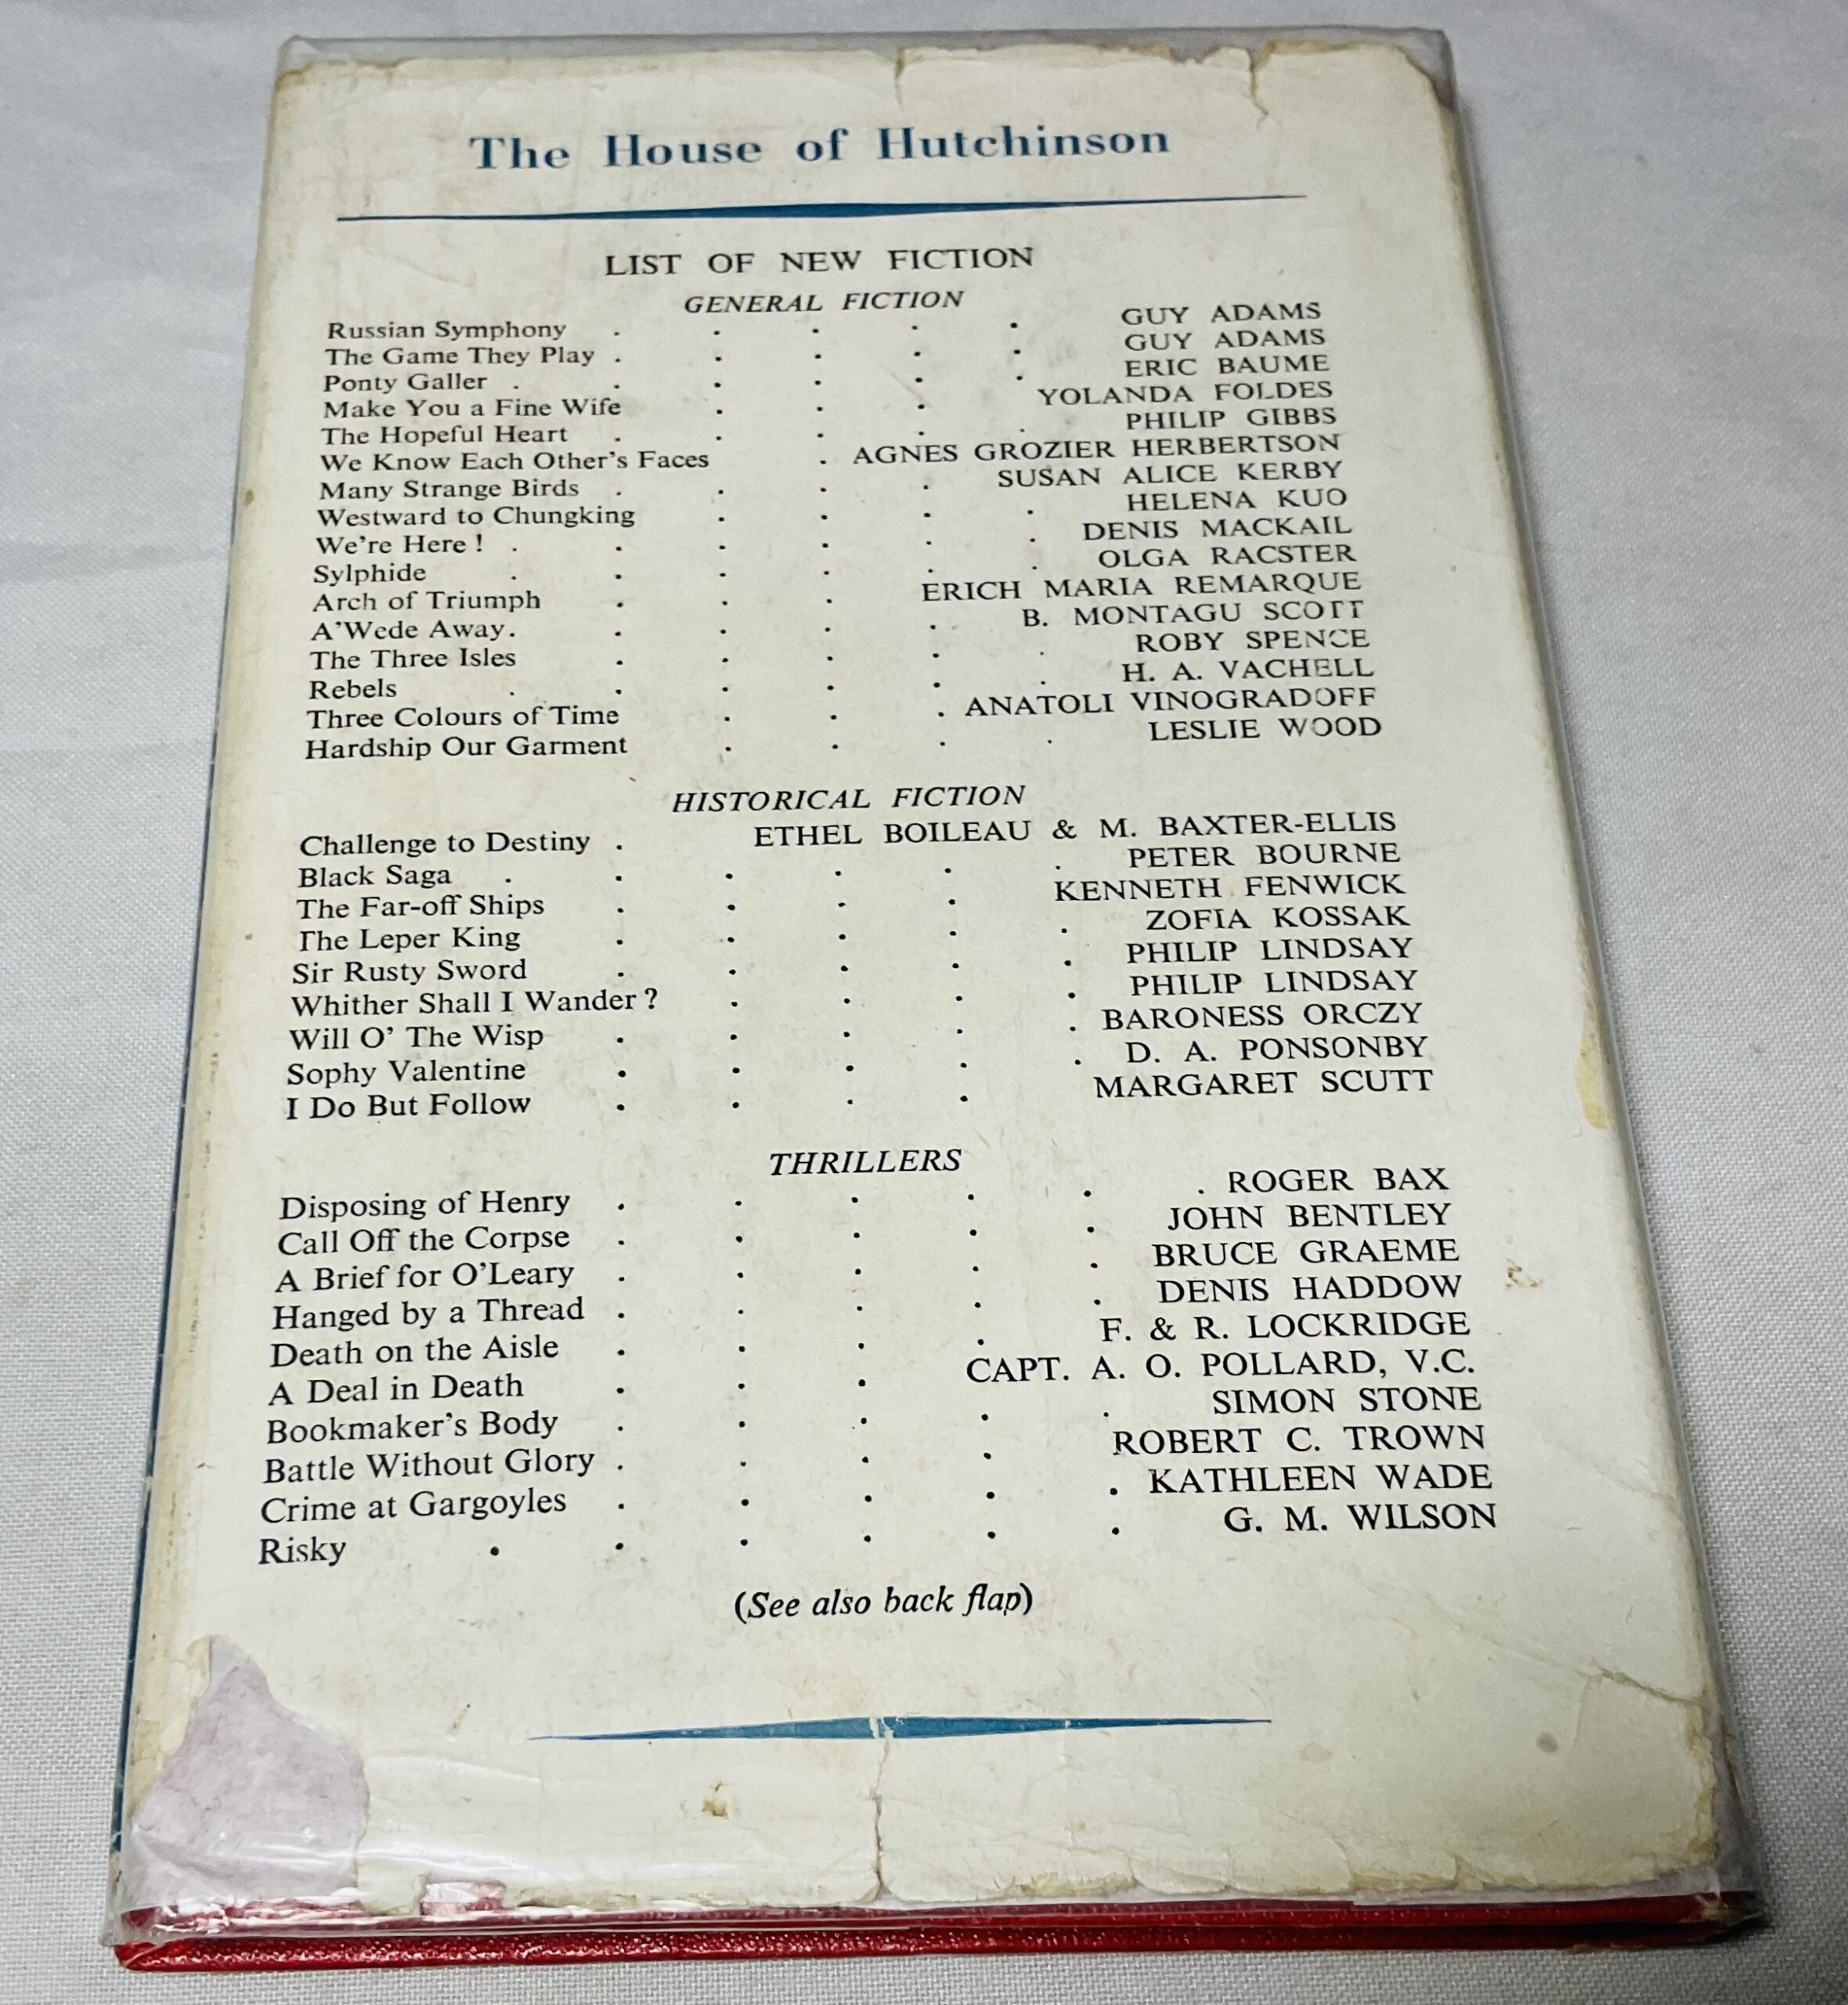 The House of Hutchinson
LIST OF NEW FICTION
GENERAL FICTION
Russian Symphony . . . . . GUY ADAMS
The Game They Play . . . . . GUY ADAMS
Ponty Galler . . . . . . ERIC BAUME
Make You a Fine Wife . . . YOLANDA FOLDES
The Hopeful Heart . . . . . PHILIP GIBBS
We Know Each Other's Faces . AGNES GROZIER HERBERTSON
Many Strange Birds . . . . SUSAN ALICE KERBY
Westward to Chungking . . . . HELENA KUO
We're Here ! . . . . . . DENIS MACKAIL
Sylphide . . . . . . OLGA RACSTER
Arch of Triumph . . . ERICH MARIA REMARQUE
A'Wede Away. . . . . B. MONTAGU SCOTT
The Three Isles . . . . . ROBY SPENCE
Rebels . . . . . . H. A. VACHELL
Three Colours of Time . . . ANATOLI VINOGRADOFF
Hardship Our Garment . . . . LESLIE WOOD
HISTORICAL FICTION
Challenge to Destiny . ETHEL BOILEAU & M. BAXTER-ELLIS
Black Saga . . . . . . PETER BOURNE
The Far-off Ships . . . . KENNETH FENWICK
The Leper King . . . . . ZOFIA KOSSAK
Sir Rusty Sword . . . . . PHILIP LINDSAY
Whither Shall I Wander ? . . . . PHILIP LINDSAY
Will O' The Wisp . . . . . BARONESS ORCZY
Sophy Valentine . . . . . D. A. PONSONBY
I Do But Follow . . . . MARGARET SCUTT
THRILLERS
Disposing of Henry . . . . . . ROGER BAX
Call Off the Corpse . . . . . JOHN BENTLEY
A Brief for O'Leary . . . . . BRUCE GRAEME
Hanged by a Thread . . . . . DENIS HADDOW
Death on the Aisle . . . . F. & R. LOCKRIDGE
A Deal in Death . . . CAPT. A. O. POLLARD, V.C.
Bookmaker's Body . . . . . SIMON STONE
Battle Without Glory . . . . ROBERT C. TROWN
Crime at Gargoyles . . . . . KATHLEEN WADE
Risky . . . . . . G. M. WILSON
(See also back flap)